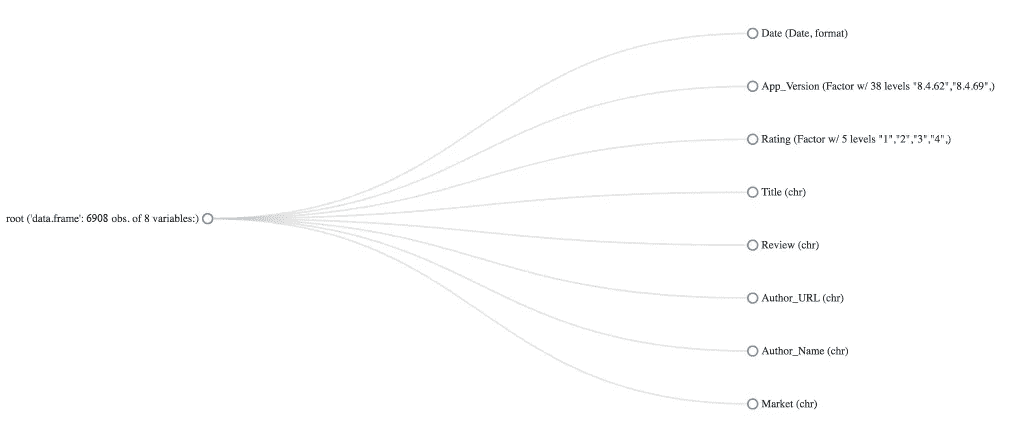 Date (Date, format)
App_Version (Factor w/ 38 levels "8.4.62","8.4.69",)
Rating (Factor w/ 5 levels "1","2","3","4",)
Title (chr)
root ('data.frame': 6908 obs. of 8 variables:)
Review (chr)
Author_URL (chr)
Author_Name (chr)
Market (chr)